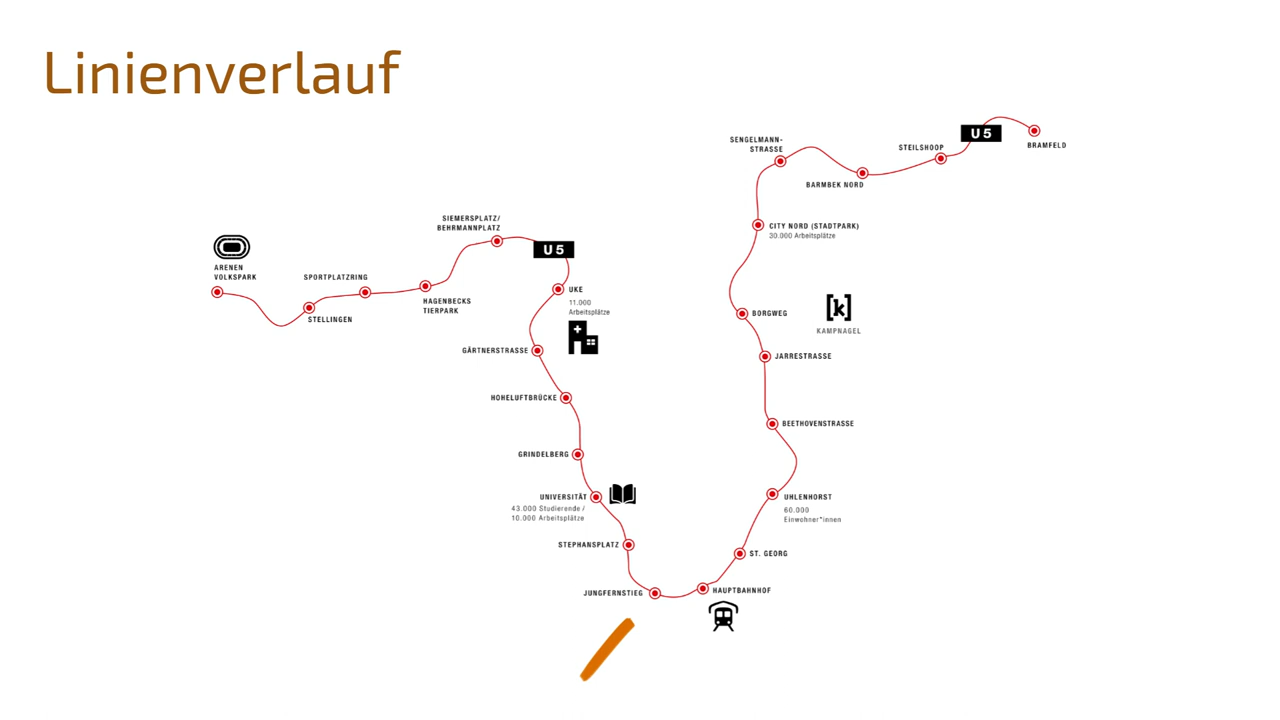 Linienverlauf
ARENEN
VOLKSPARK
STELLINGEN
SPORTPLATZRING
HAGENBECKS
TIERPARK
SIEMERSPLATZ/
BEHRMANNPLATZ
U5
UKE
11.000
Arbeitsplätze
GÄRTNERSTRASSE
HOHELUFTBRÜCKE
GRINDELBERG
UNIVERSITÄT
43.000 Studierende /
10.000 Arbeitsplätze
STEPHANSPLATZ
JUNGFERNSTIEG
HAUPTBAHNHOF
ST. GEORG
UHLENHORST
60.000
Einwohner*innen
BEETHOVENSTRASSE
JARRESTRASSE
BORGWEG
k
KAMPNAGEL
CITY NORD (STADTPARK)
30.000 Arbeitsplätze
SENGELMANN-
STRASSE
BARMBEK NORD
STEILSHOOP
U5
BRAMFELD